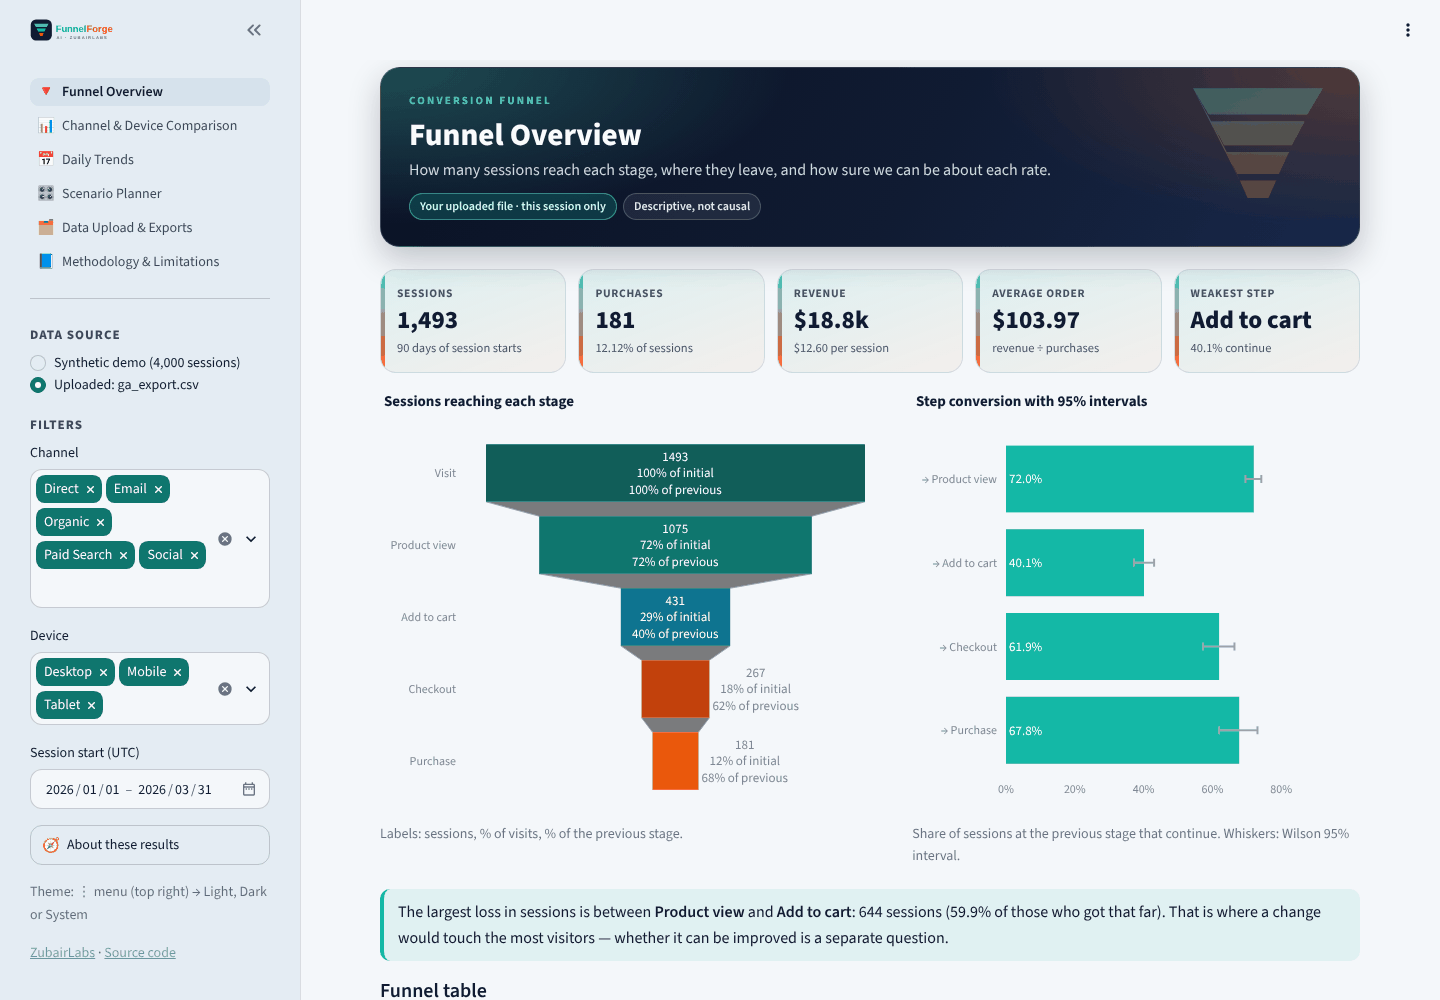 FunnelForge
AI · ZUBAIRLABS
Funnel Overview
Channel & Device Comparison
Daily Trends
Scenario Planner
Data Upload & Exports
Methodology & Limitations
DATA SOURCE
Synthetic demo (4,000 sessions)
Uploaded: ga_export.csv
FILTERS
Channel
Direct × Email ×
Organic ×
Paid Search × Social ×
Device
Desktop × Mobile ×
Tablet ×
Session start (UTC)
2026/01/01 – 2026/03/31
About these results
Theme: ⋮ menu (top right) → Light, Dark
or System
ZubairLabs · Source code
CONVERSION FUNNEL
Funnel Overview
How many sessions reach each stage, where they leave, and how sure we can be about each rate.
Your uploaded file · this session only
Descriptive, not causal
SESSIONS
1,493
90 days of session starts
PURCHASES
181
12.12% of sessions
REVENUE
$18.8k
$12.60 per session
AVERAGE ORDER
$103.97
revenue ÷ purchases
WEAKEST STEP
Add to cart
40.1% continue
Sessions reaching each stage
Visit
1493
100% of initial
100% of previous
Product view
1075
72% of initial
72% of previous
Add to cart
431
29% of initial
40% of previous
Checkout
267
18% of initial
62% of previous
Purchase
181
12% of initial
68% of previous
Labels: sessions, % of visits, % of the previous stage.
Step conversion with 95% intervals
→ Product view 72.0%
→ Add to cart 40.1%
→ Checkout 61.9%
→ Purchase 67.8%
0% 20% 40% 60% 80%
Share of sessions at the previous stage that continue. Whiskers: Wilson 95%
interval.
The largest loss in sessions is between Product view and Add to cart: 644 sessions (59.9% of those who got that far). That is where a change
would touch the most visitors — whether it can be improved is a separate question.
Funnel table